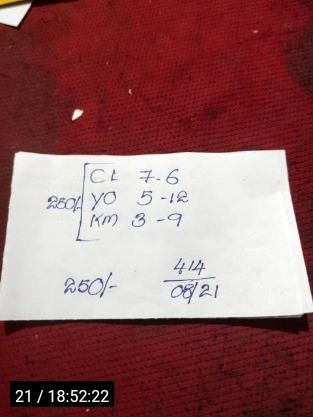 CL 7-6
250/- YO 5-12
KM 3-9
250/- 414
08/21
21 / 18:52:22